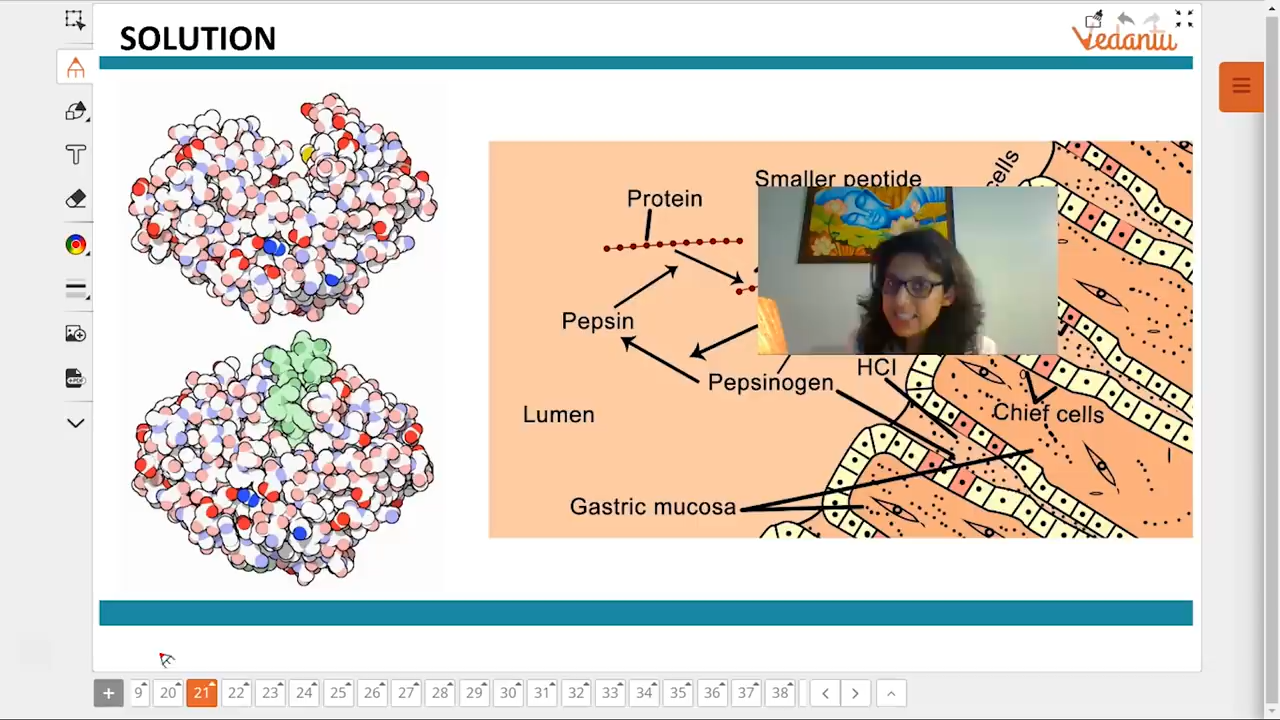 SOLUTION
Vedantu
cells
Smaller peptide
Protein
Pepsin
HCl
Pepsinogen
Chief cells
Lumen
Gastric mucosa
T
+PDF
+ 9 20 21 22 23 24 25 26 27 28 29 30 31 32 33 34 35 36 37 38